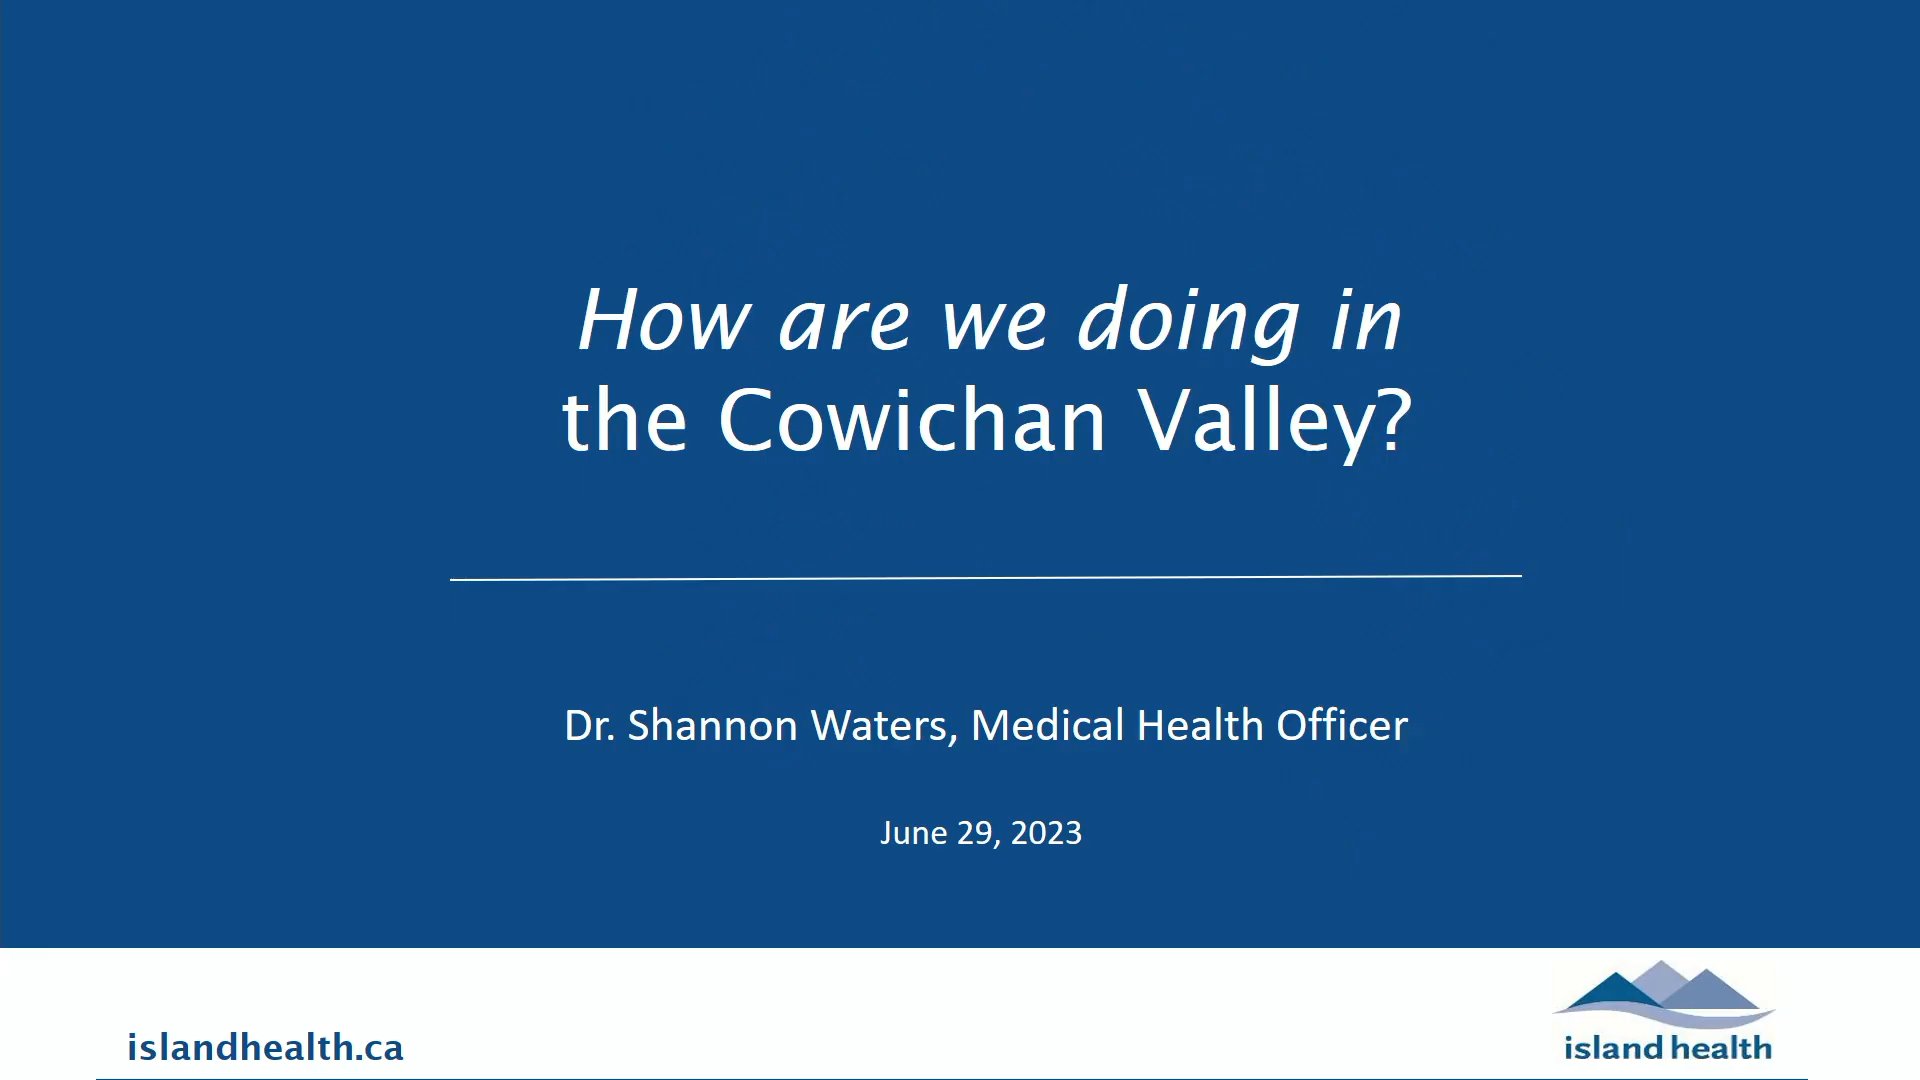 How are we doing in
the Cowichan Valley?
Dr. Shannon Waters, Medical Health Officer
June 29, 2023
islandhealth.ca
island health